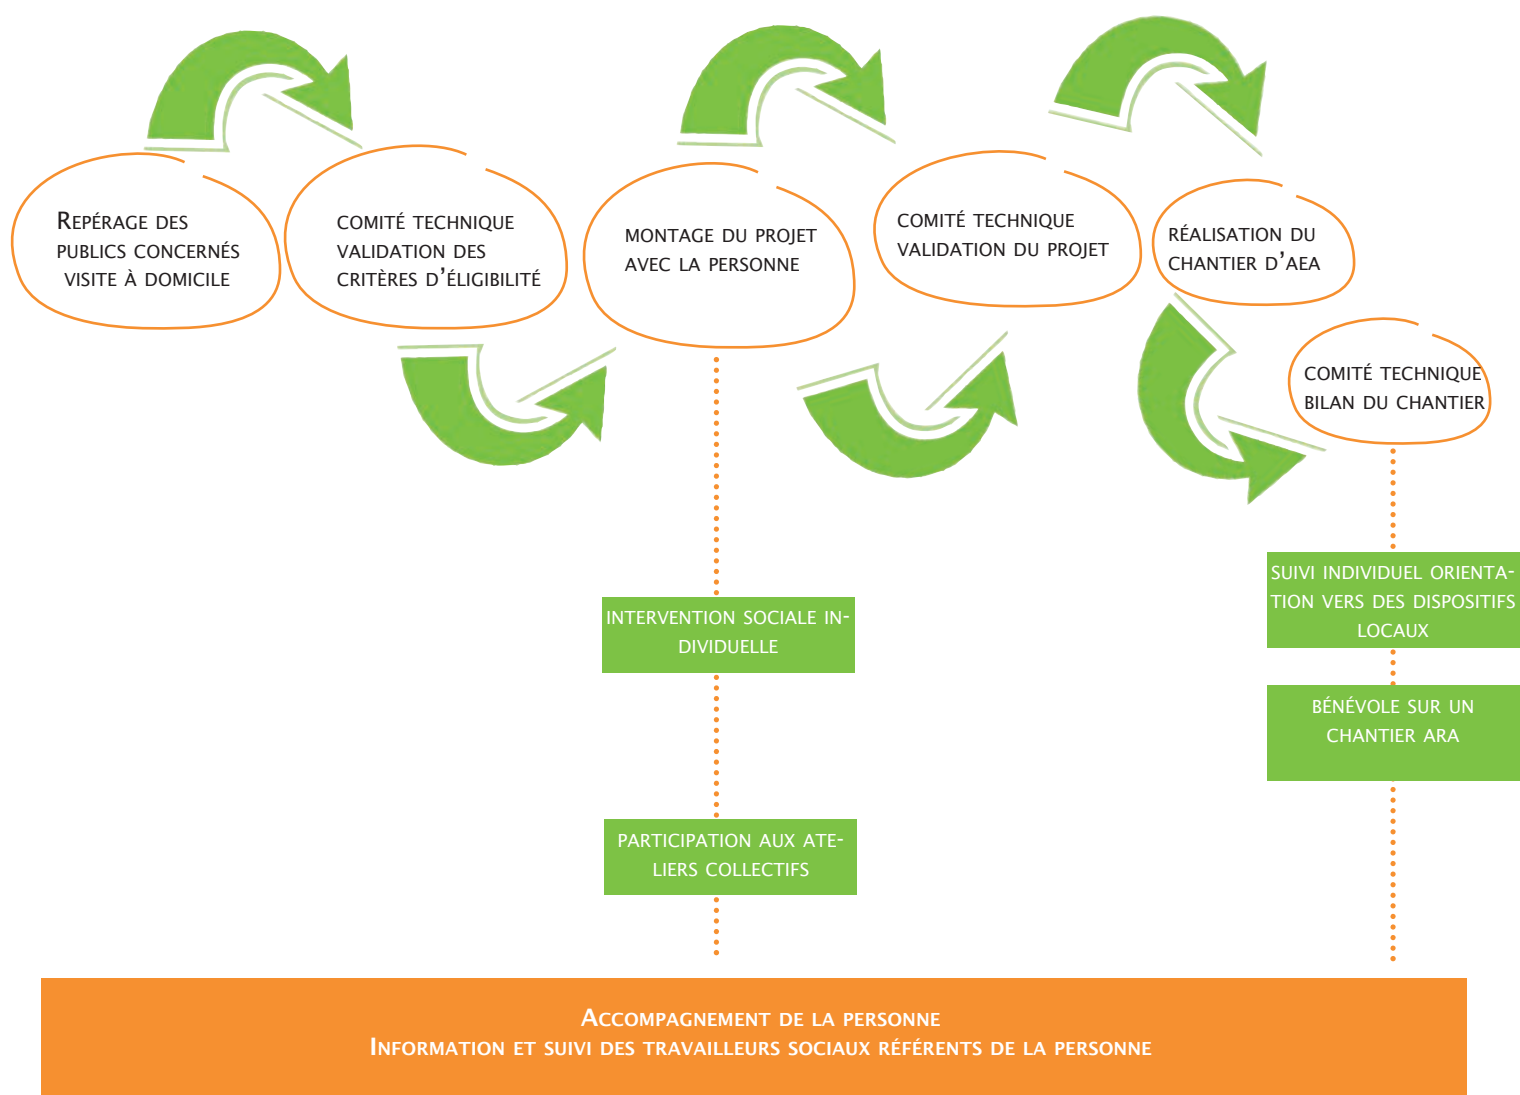 Repérage des
publics concernés
visite à domicile
comité technique
validation des
critères d'éligibilité
montage du projet
avec la personne
comité technique
validation du projet
réalisation du
chantier d'aea
comité technique
bilan du chantier
intervention sociale in-
dividuelle
participation aux ate-
liers collectifs
suivi individuel orienta-
tion vers des dispositifs
locaux
bénévole sur un
chantier ara
Accompagnement de la personne
Information et suivi des travailleurs sociaux référents de la personne